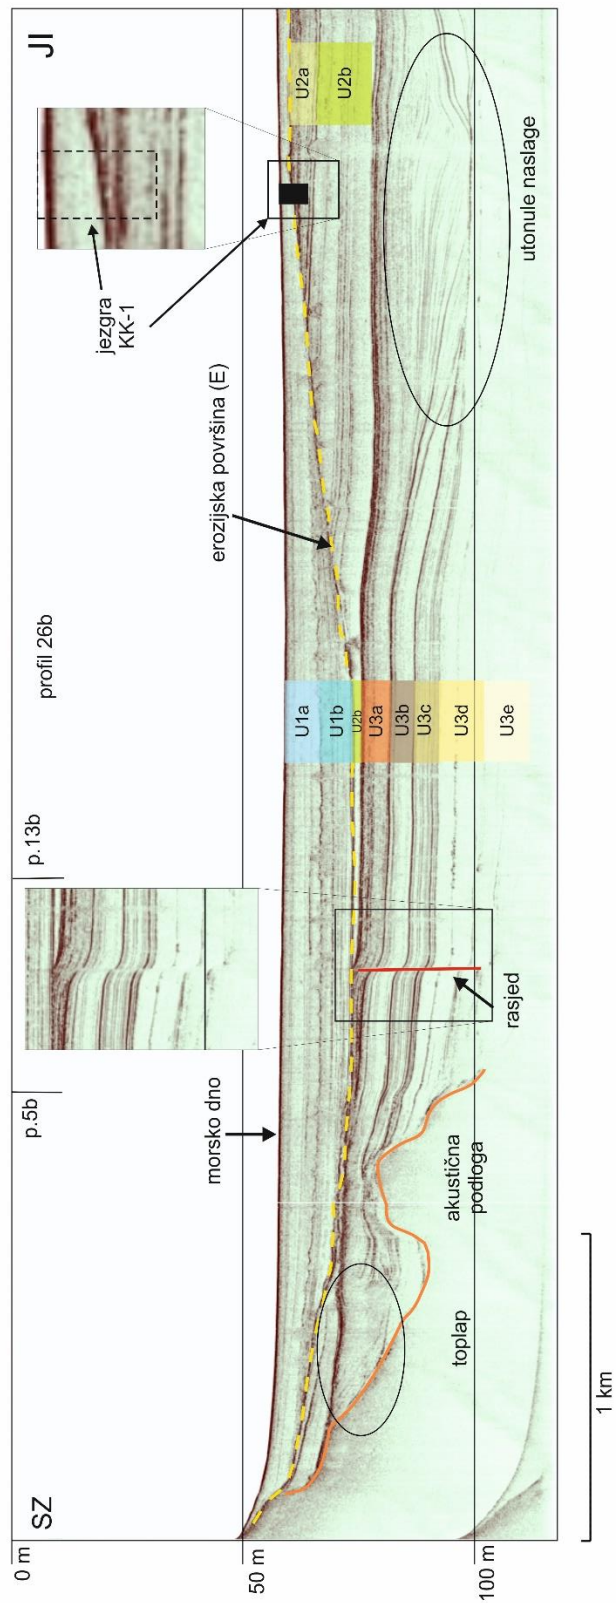 SZ
JI
0 m
50 m
100 m
p.5b
p.13b
profil 26b
morsko dno
erozijska površina (E)
jezgra
KK-1
U2a
U2b
U1a
U1b
U2b
U3a
U3b
U3c
U3d
U3e
toplap
akustična
podloga
rasjed
utonule naslage
1 km